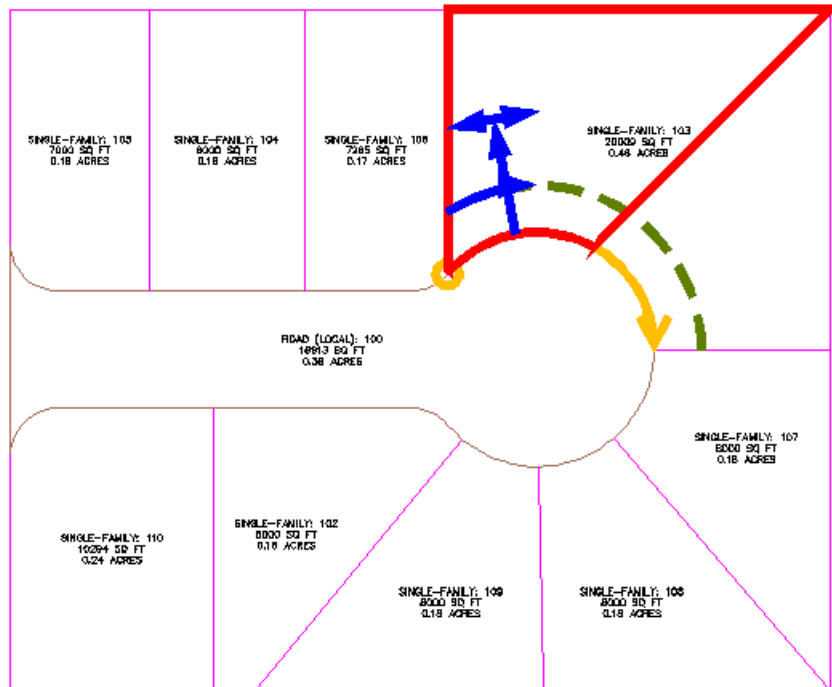 SINGLE-FAMILY: 105
7000 SQ FT
0.16 ACRES
SINGLE-FAMILY: 104
8000 SQ FT
0.18 ACRES
SINGLE-FAMILY: 106
7385 SQ FT
0.17 ACRES
SINGLE-FAMILY: 103
20009 SQ FT
0.46 ACRES
ROAD (LOCAL): 100
SQ FT
0.38 ACRES
SINGLE-FAMILY: 107
8000 SQ FT
0.18 ACRES
SINGLE-FAMILY: 110
10294 SQ FT
0.24 ACRES
SINGLE-FAMILY: 102
8000 SQ FT
0.18 ACRES
SINGLE-FAMILY: 109
8000 SQ FT
0.18 ACRES
SINGLE-FAMILY: 108
8000 SQ FT
0.18 ACRES